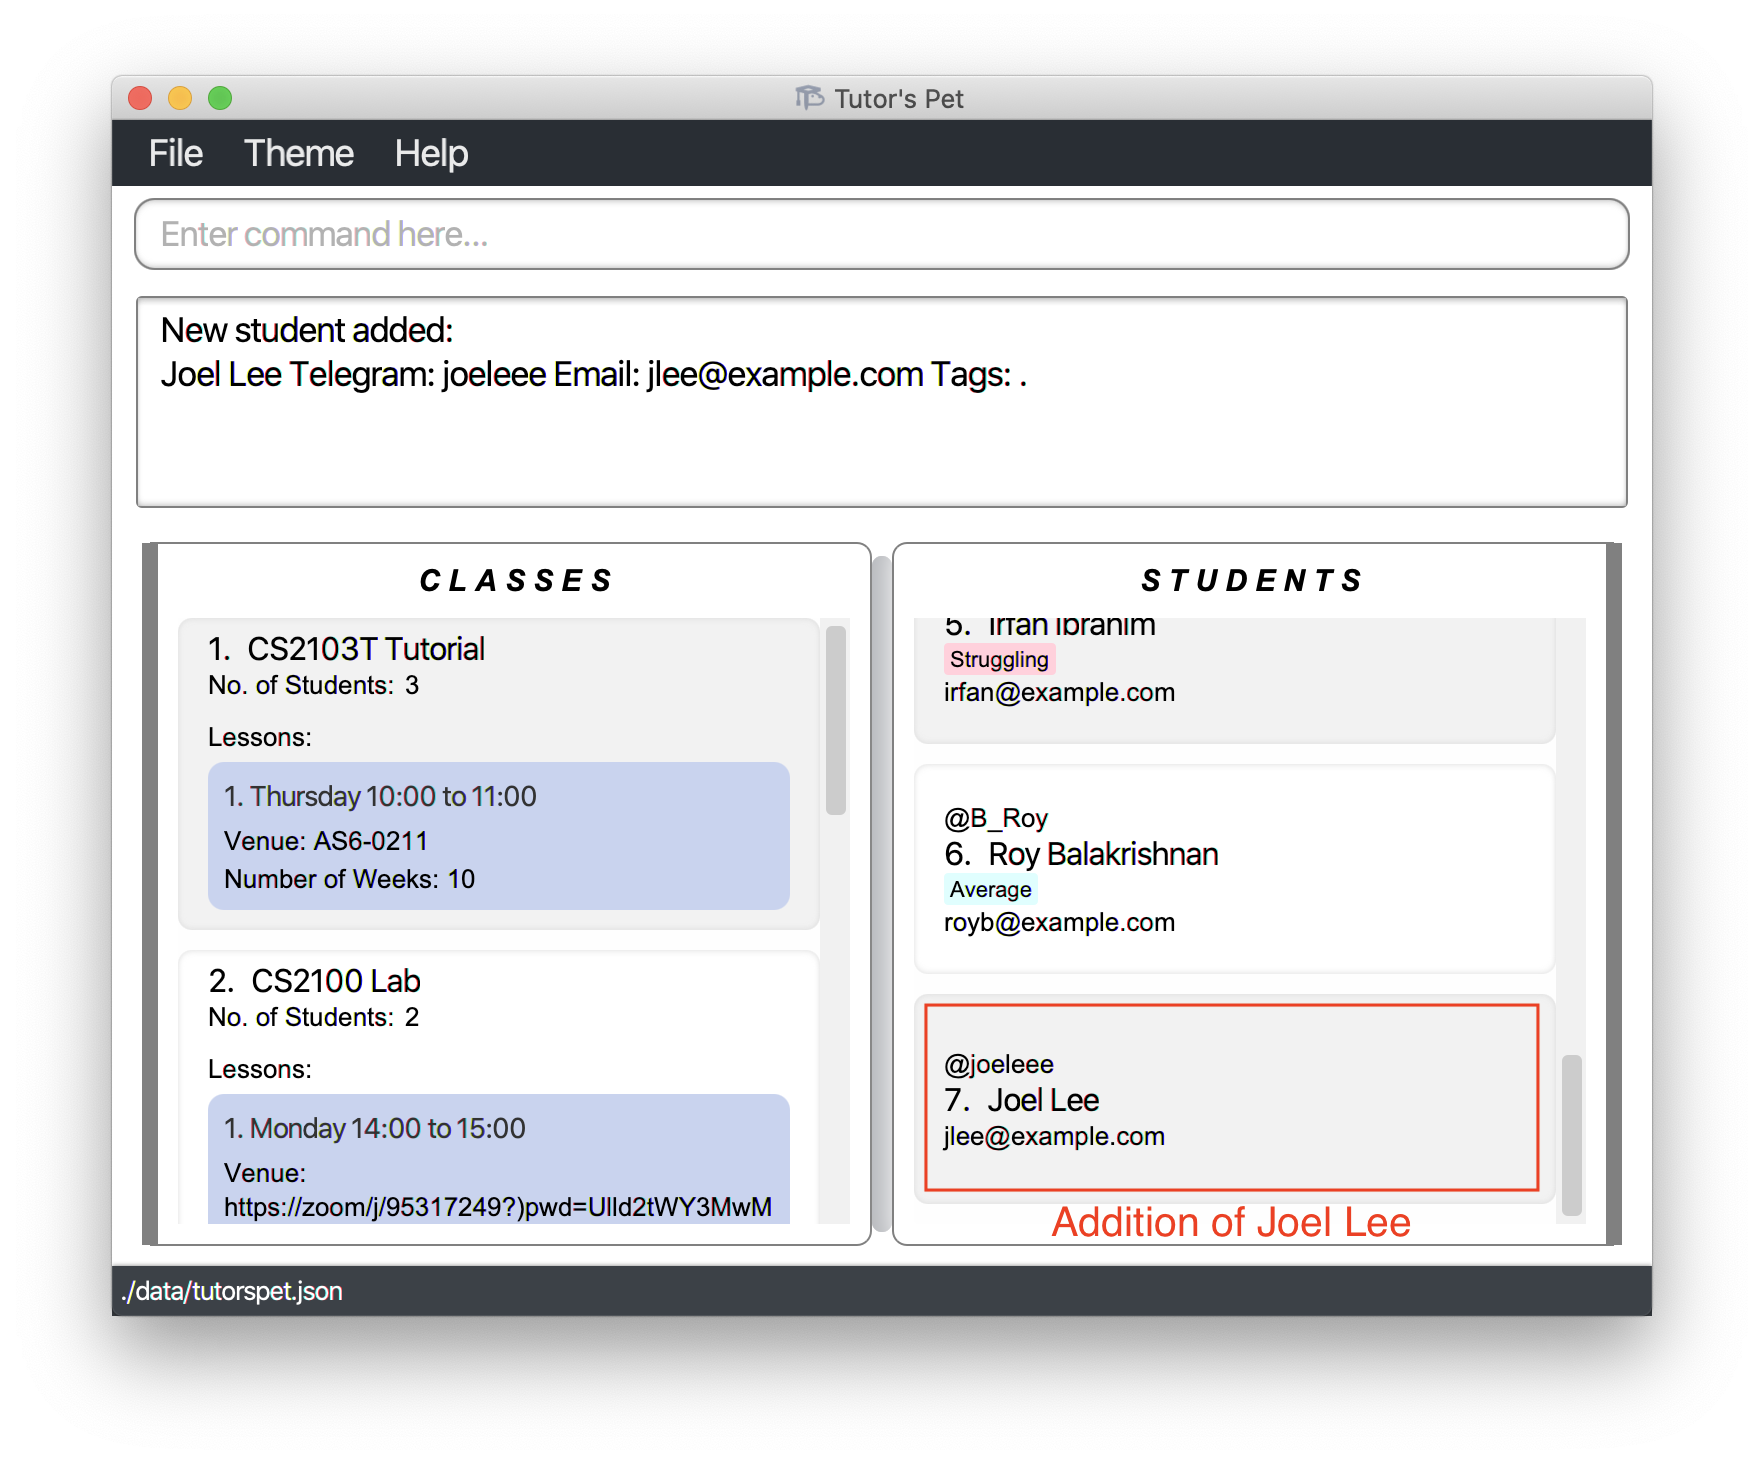 Tutor's Pet
File Theme Help
Enter command here...
New student added:
Joel Lee Telegram: joeleee Email: jlee@example.com Tags: .
CLASSES
1. CS2103T Tutorial
No. of Students: 3
Lessons:
1. Thursday 10:00 to 11:00
Venue: AS6-0211
Number of Weeks: 10
2. CS2100 Lab
No. of Students: 2
Lessons:
1. Monday 14:00 to 15:00
Venue:
https://zoom/j/95317249?)pwd=Ulld2tWY3MwM
STUDENTS
5. Irfan Ibrahim
Struggling
irfan@example.com
@B_Roy
6. Roy Balakrishnan
Average
royb@example.com
@joeleee
7. Joel Lee
jlee@example.com
Addition of Joel Lee
./data/tutorspet.json